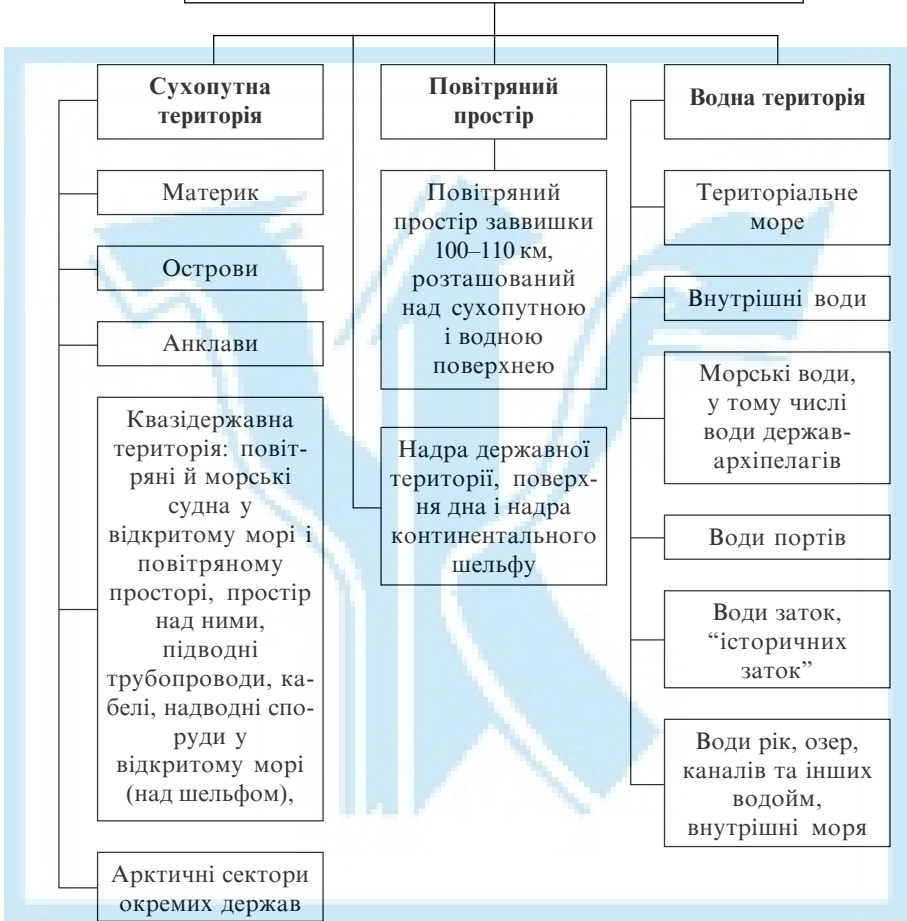 Сухопутна
територія
Материк
Острови
Анклави
Квазідержавна
територія: повіт-
ряні й морські
судна у
відкритому морі і
повітряному
просторі, простір
над ними,
підводні
трубопроводи, ка-
белі, надводні спо-
руди у
відкритому морі
(над шельфом),
Арктичні сектори
окремих держав
Повітряний
простір
Повітряний
простір заввишки
100–110 км,
розташований
над сухопутною
і водною
поверхнею
Надра державної
території, поверх-
ня дна і надра
континентального
шельфу
Водна територія
Територіальне
море
Внутрішні води
Морські води,
у тому числі
води держав-
архіпелагів
Води портів
Води заток,
“історичних
заток”
Води рік, озер,
каналів та інших
водойм,
внутрішні моря